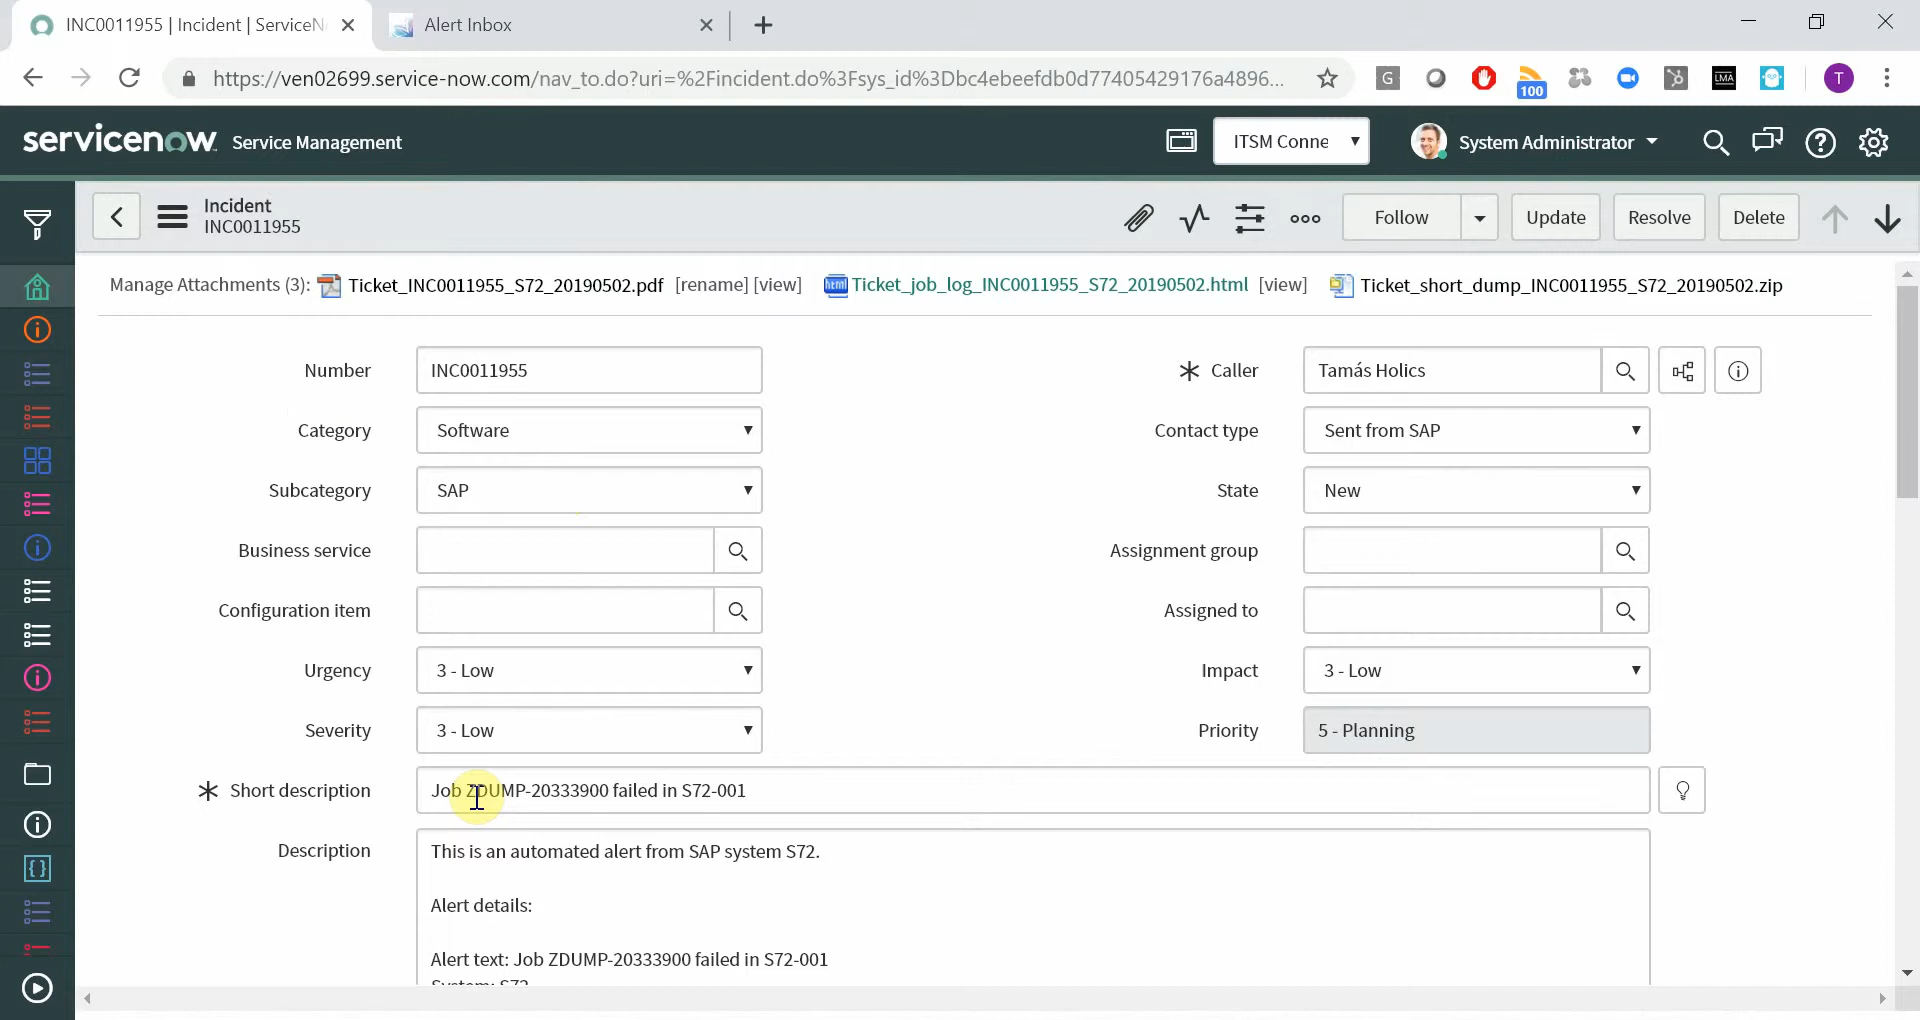 INC0011955 | Incident | ServiceN
Alert Inbox
https://ven02699.service-now.com/nav_to.do?uri=%2Fincident.do%3Fsys_id%3Dbc4ebeefdb0d77405429176a4896...
G
100
LMA
T
servicenow Service Management
ITSM Conne
System Administrator
Incident
INC0011955
Follow
Update
Resolve
Delete
Manage Attachments (3): Ticket_INC0011955_S72_20190502.pdf [rename] [view] Ticket_job_log_INC0011955_S72_20190502.html [view] Ticket_short_dump_INC0011955_S72_20190502.zip
Number INC0011955
Caller Tamás Holics
Category Software
Contact type Sent from SAP
Subcategory SAP
State New
Business service
Assignment group
Configuration item
Assigned to
Urgency 3 - Low
Impact 3 - Low
Severity 3 - Low
Priority 5 - Planning
Short description Job ZDUMP-20333900 failed in S72-001
Description This is an automated alert from SAP system S72.
Alert details:
Alert text: Job ZDUMP-20333900 failed in S72-001
System: S72